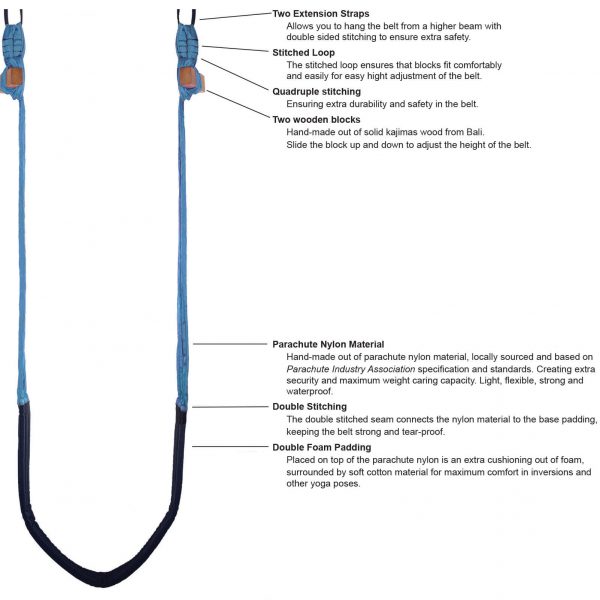 Two Extension Straps
Allows you to hang the belt from a higher beam with
double sided stitching to ensure extra safety.
Stitched Loop
The stitched loop ensures that blocks fit comfortably
and easily for easy hight adjustment of the belt.
Quadruple stitching
Ensuring extra durability and safety in the belt.
Two wooden blocks
Hand-made out of solid kajimas wood from Bali.
Slide the block up and down to adjust the height of the belt.
Parachute Nylon Material
Hand-made out of parachute nylon material, locally sourced and based on
Parachute Industry Association specification and standards. Creating extra
security and maximum weight caring capacity. Light, flexible, strong and
waterproof.
Double Stitching
The double stitched seam connects the nylon material to the base padding,
keeping the belt strong and tear-proof.
Double Foam Padding
Placed on top of the parachute nylon is an extra cushioning out of foam,
surrounded by soft cotton material for maximum comfort in inversions and
other yoga poses.